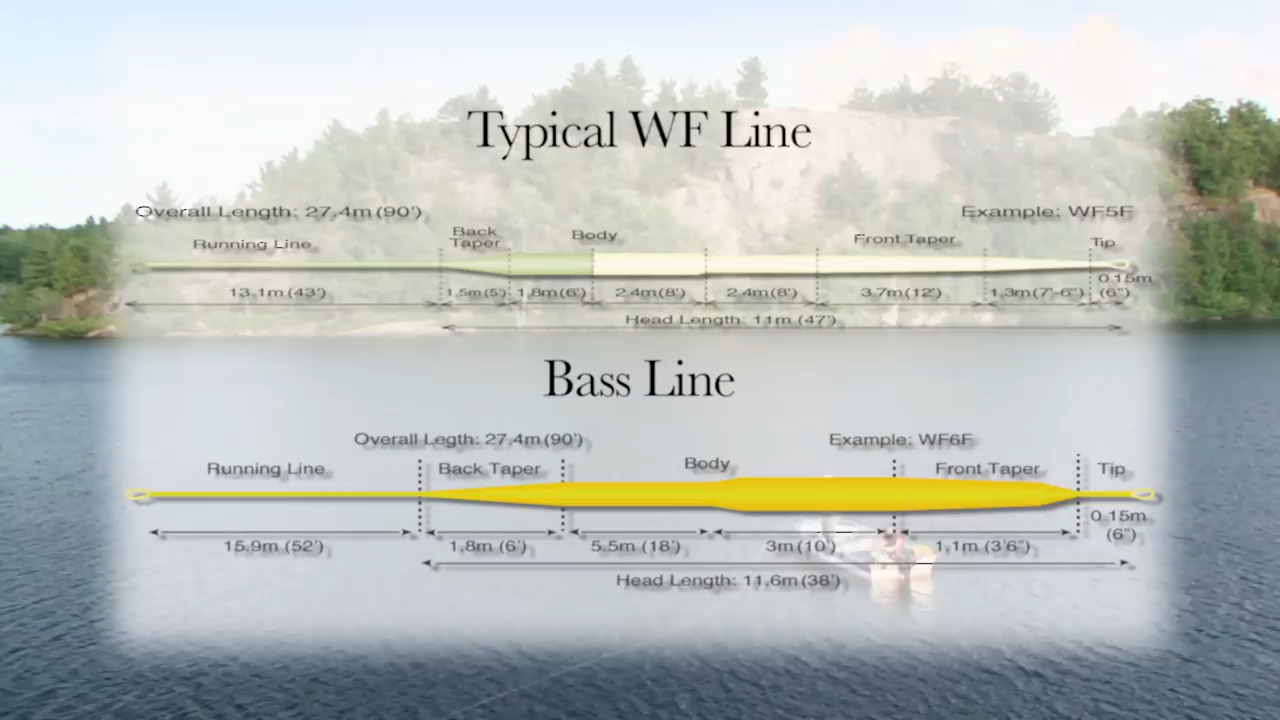 Typical WF Line
Overall Length: 27.4m (90')
Example: WF5F
Running Line
Back
Taper
Body
Front Taper
Tip
13.1m (43')
1.5m (5')
1.8m (6')
2.4m (8')
2.4m (8')
3.7m (12')
1.3m (7'-6")
0.15m
(6")
Head Length: 11m (47')
Bass Line
Overall Legth: 27.4m (90')
Example: WF6F
Running Line
Back Taper
Body
Front Taper
Tip
15.9m (52')
1.8m (6')
5.5m (18')
3m (10')
1.1m (3'6")
0.15m
(6")
Head Length: 11.6m (38')